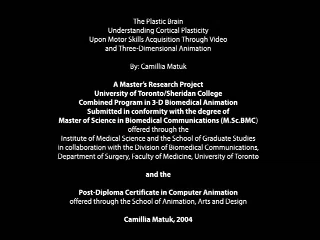 The Plastic Brain
Understanding Cortical Plasticity
Upon Motor Skills Acquisition Through Video
and Three-Dimensional Animation
By: Camillia Matuk
A Master's Research Project
University of Toronto/Sheridan College
Combined Program in 3-D Biomedical Animation
Submitted in conformity with the degree of
Master of Science in Biomedical Communications (M.Sc.BMC)
offered through the
Institute of Medical Science and the School of Graduate Studies
in collaboration with the Division of Biomedical Communications,
Department of Surgery, Faculty of Medicine, University of Toronto
and the
Post-Diploma Certificate in Computer Animation
offered through the School of Animation, Arts and Design
Camillia Matuk, 2004